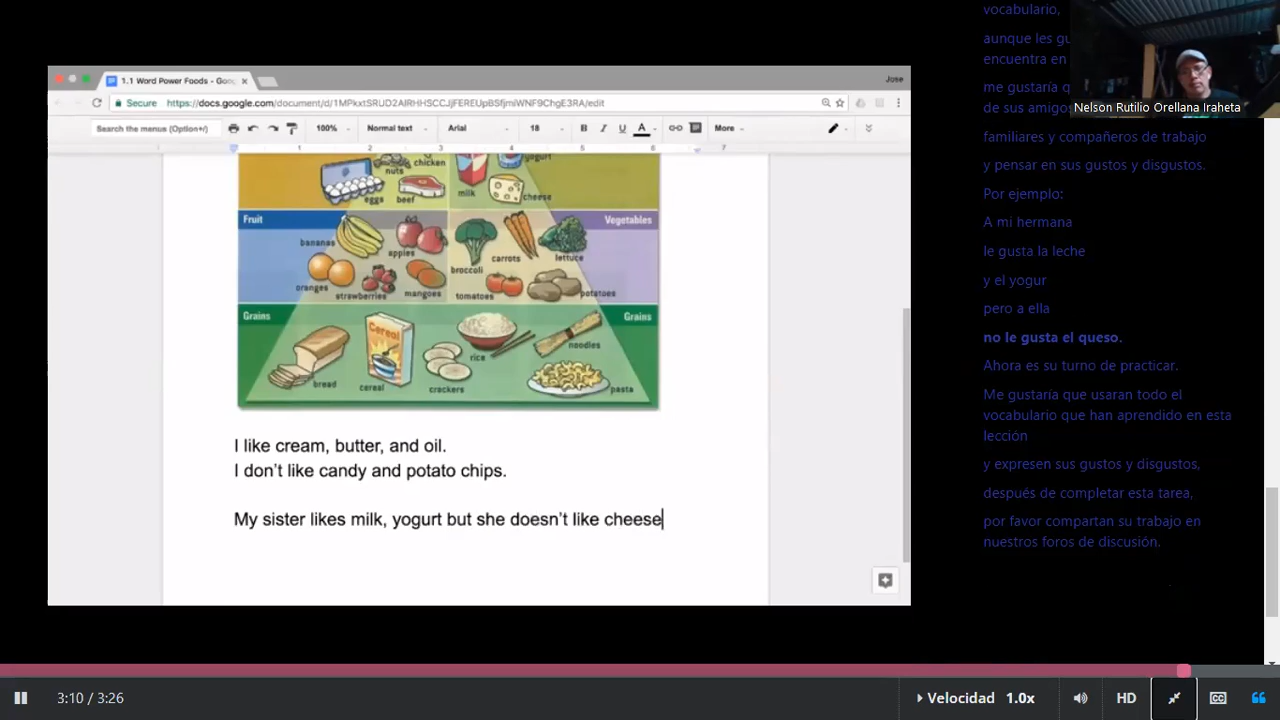 1.1 Word Power Foods - Goo
Jose
Secure https://docs.google.com/document/d/1MPkxtSRUD2AIRHHSCCJjFEREUpBSfjmiWNF9ChgE3RA/edit
Search the menus (Option+/)
100%
Normal text
Arial
18
B I U A
More
1 2 3 4 5 6 7
nuts
chicken
yogurt
eggs
beef
milk
cheese
Fruit
Vegetables
bananas
apples
broccoli
carrots
lettuce
oranges
strawberries
mangoes
tomatoes
potatoes
Grains
Grains
Cereal
bread
cereal
crackers
rice
noodles
pasta
I like cream, butter, and oil.
I don't like candy and potato chips.
My sister likes milk, yogurt but she doesn't like cheese
vocabulario,
aunque les gu
encuentra en
me gustaría q
de sus amigo
Nelson Rutilio Orellana Iraheta
familiares y compañeros de trabajo
y pensar en sus gustos y disgustos.
Por ejemplo:
A mi hermana
le gusta la leche
y el yogur
pero a ella
no le gusta el queso.
Ahora es su turno de practicar.
Me gustaría que usaran todo el
vocabulario que han aprendido en esta
lección
y expresen sus gustos y disgustos,
después de completar esta tarea,
por favor compartan su trabajo en
nuestros foros de discusión.
3:10 / 3:26
Velocidad 1.0x
HD
CC